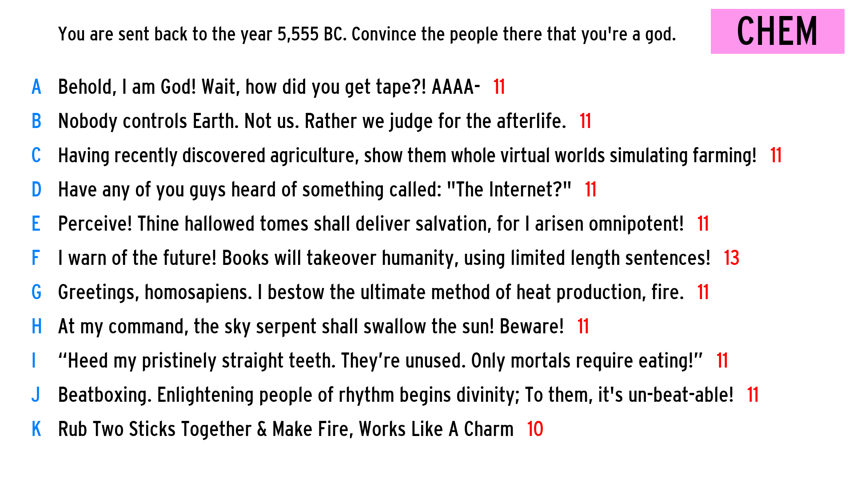 You are sent back to the year 5,555 BC. Convince the people there that you're a god.
CHEM
A Behold, I am God! Wait, how did you get tape?! AAAA- 11
B Nobody controls Earth. Not us. Rather we judge for the afterlife. 11
C Having recently discovered agriculture, show them whole virtual worlds simulating farming! 11
D Have any of you guys heard of something called: "The Internet?" 11
E Perceive! Thine hallowed tomes shall deliver salvation, for I arisen omnipotent! 11
F I warn of the future! Books will takeover humanity, using limited length sentences! 13
G Greetings, homosapiens. I bestow the ultimate method of heat production, fire. 11
H At my command, the sky serpent shall swallow the sun! Beware! 11
I “Heed my pristinely straight teeth. They’re unused. Only mortals require eating!” 11
J Beatboxing. Enlightening people of rhythm begins divinity; To them, it's un-beat-able! 11
K Rub Two Sticks Together & Make Fire, Works Like A Charm 10